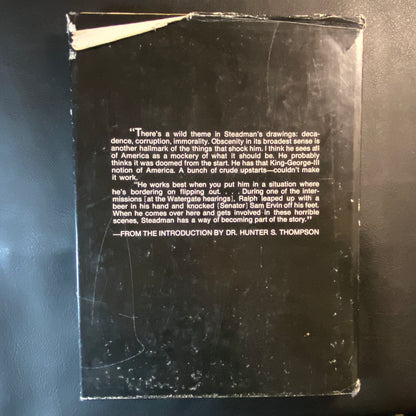 “There's a wild theme in Steadman's drawings: deca-
dence, corruption, immorality. Obscenity in its broadest sense is
another hallmark of the things that shock him. I think he sees all
of America as a mockery of what it should be. He probably
thinks it was doomed from the start. He has that King-George-III
notion of America. A bunch of crude upstarts—couldn't make
it work.
“He works best when you put him in a situation where
he's bordering on flipping out. . . . During one of the inter-
missions [at the Watergate hearings], Ralph leaped up with a
beer in his hand and knocked [Senator] Sam Ervin off his feet.
When he comes over here and gets involved in these horrible
scenes, Steadman has a way of becoming part of the story.”
—FROM THE INTRODUCTION BY DR. HUNTER S. THOMPSON